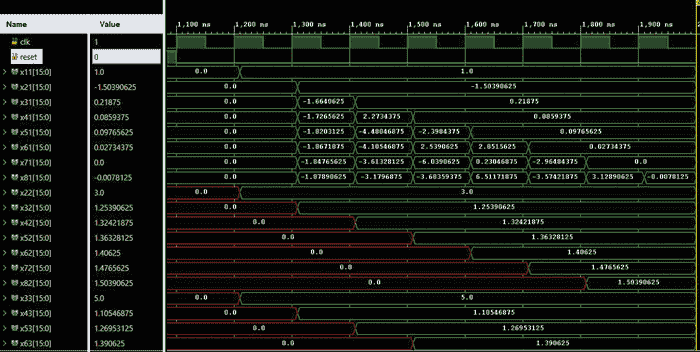 Name Value 1,100 ns 1,200 ns 1,300 ns 1,400 ns 1,500 ns 1,600 ns 1,700 ns 1,800 ns 1,900 ns
clk 1
reset 0
x11[15:0] 1.0 0.0 1.0
x21[15:0] -1.50390625 0.0 -1.50390625
x31[15:0] 0.21875 0.0 -1.6640625 0.21875
x41[15:0] 0.0859375 0.0 -1.7265625 2.2734375 0.0859375
x51[15:0] 0.09765625 0.0 -1.8203125 -4.48046875 -2.3984375 0.09765625
x61[15:0] 0.02734375 0.0 -1.8671875 -4.10546875 2.5390625 2.8515625 0.02734375
x71[15:0] 0.0 0.0 -1.84765625 -3.61328125 -6.0390625 0.23046875 -2.96484375 0.0
x81[15:0] -0.0078125 0.0 -1.87890625 -3.1796875 -3.68359375 6.51171875 -3.57421875 3.12890625 -0.0078125
x22[15:0] 3.0 0.0 3.0
x32[15:0] 1.25390625 0.0 1.25390625
x42[15:0] 1.32421875 0.0 1.32421875
x52[15:0] 1.36328125 0.0 1.36328125
x62[15:0] 1.40625 0.0 1.40625
x72[15:0] 1.4765625 0.0 1.4765625
x82[15:0] 1.50390625 0.0 1.50390625
x33[15:0] 5.0 0.0 5.0
x43[15:0] 1.10546875 0.0 1.10546875
x53[15:0] 1.26953125 0.0 1.26953125
x63[15:0] 1.390625 0.0 1.390625